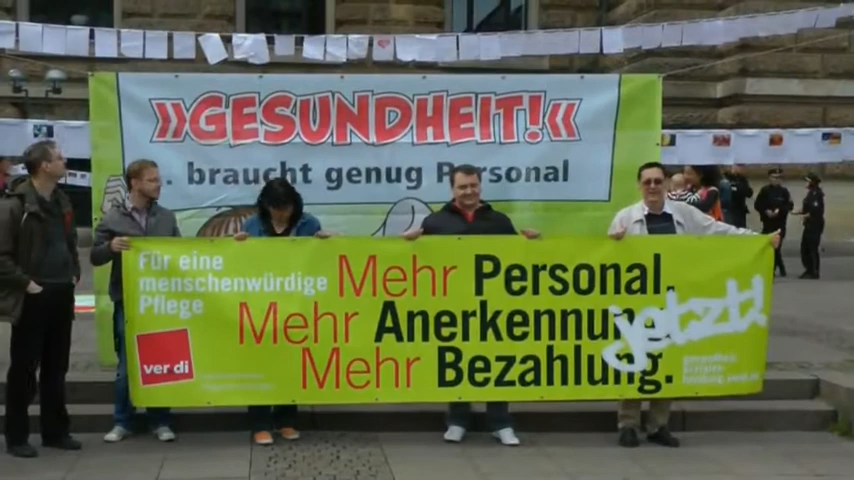 »GESUNDHEIT!«
... braucht genug Personal
Für eine
menschenwürdige
Pflege
Mehr Personal.
Mehr Anerkennung.
Mehr Bezahlung.
jetzt!
ver di